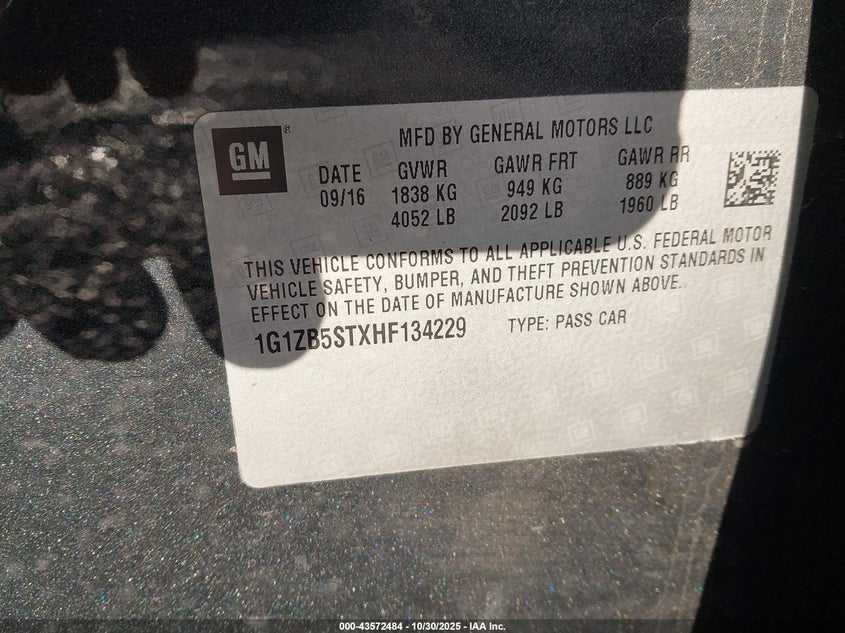 GM ®
MFD BY GENERAL MOTORS LLC
DATE GVWR GAWR FRT GAWR RR
09/16 1838 KG 949 KG 889 KG
4052 LB 2092 LB 1960 LB
THIS VEHICLE CONFORMS TO ALL APPLICABLE U.S. FEDERAL MOTOR
VEHICLE SAFETY, BUMPER, AND THEFT PREVENTION STANDARDS IN
EFFECT ON THE DATE OF MANUFACTURE SHOWN ABOVE.
1G1ZB5STXHF134229 TYPE: PASS CAR
000-43572484 - 10/30/2025 - IAA Inc.